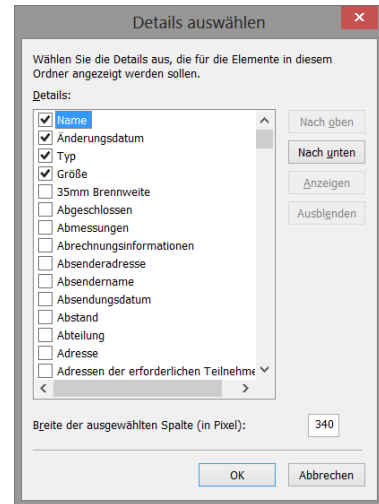 Details auswählen
Wählen Sie die Details aus, die für die Elemente in diesem
Ordner angezeigt werden sollen.
Details:
Name
Änderungsdatum
Typ
Größe
35mm Brennweite
Abgeschlossen
Abmessungen
Abrechnungsinformationen
Absenderadresse
Absendername
Absendungsdatum
Abstand
Abteilung
Adresse
Adressen der erforderlichen Teilnehme
Nach oben
Nach unten
Anzeigen
Ausblenden
Breite der ausgewählten Spalte (in Pixel): 340
OK Abbrechen